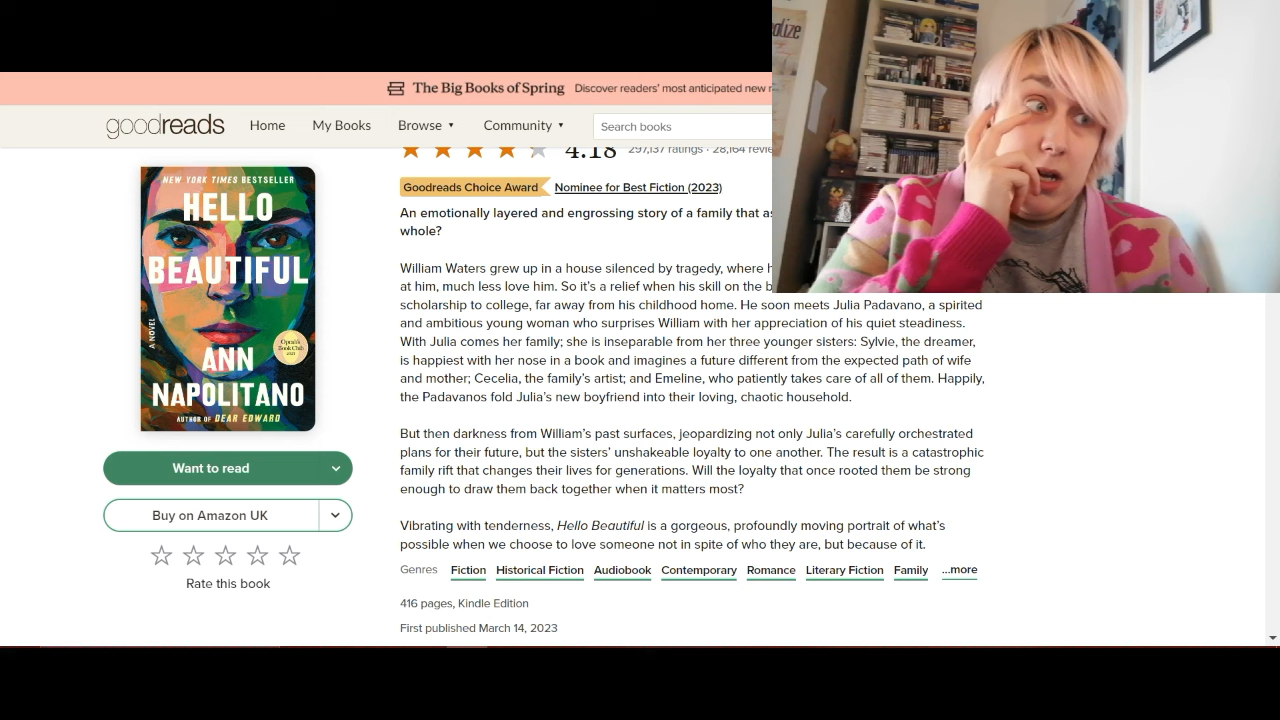 The Big Books of Spring Discover readers' most anticipated new
goodreads Home My Books Browse Community Search books
4.18 297,137 ratings · 28,164
HELLO
BEAUTIFUL
NEW YORK TIMES BESTSELLER
A NOVEL
Oprah's
Book Club
ANN
NAPOLITANO
AUTHOR OF DEAR EDWARD
Want to read
Buy on Amazon UK
Rate this book
Goodreads Choice Award Nominee for Best Fiction (2023)
An emotionally layered and engrossing story of a family that
whole?
William Waters grew up in a house silenced by tragedy, where
at him, much less love him. So it's a relief when his skill on the
scholarship to college, far away from his childhood home. He soon meets Julia Padavano, a spirited
and ambitious young woman who surprises William with her appreciation of his quiet steadiness.
With Julia comes her family; she is inseparable from her three younger sisters: Sylvie, the dreamer,
is happiest with her nose in a book and imagines a future different from the expected path of wife
and mother; Cecelia, the family's artist; and Emeline, who patiently takes care of all of them. Happily,
the Padavanos fold Julia's new boyfriend into their loving, chaotic household.
But then darkness from William's past surfaces, jeopardizing not only Julia's carefully orchestrated
plans for their future, but the sisters' unshakeable loyalty to one another. The result is a catastrophic
family rift that changes their lives for generations. Will the loyalty that once rooted them be strong
enough to draw them back together when it matters most?
Vibrating with tenderness, Hello Beautiful is a gorgeous, profoundly moving portrait of what's
possible when we choose to love someone not in spite of who they are, but because of it.
Genres Fiction Historical Fiction Audiobook Contemporary Romance Literary Fiction Family ...more
416 pages, Kindle Edition
First published March 14, 2023